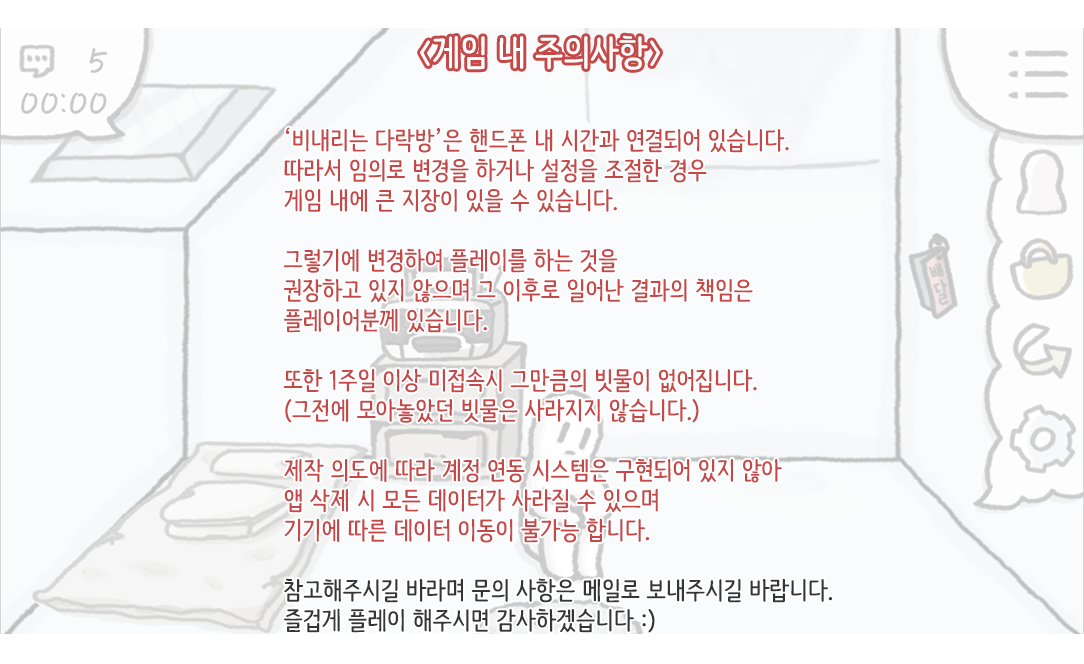 <게임 내 주의사항>
5
00:00
‘비내리는 다락방’은 핸드폰 내 시간과 연결되어 있습니다.
따라서 임의로 변경을 하거나 설정을 조절한 경우
게임 내에 큰 지장이 있을 수 있습니다.
그렇기에 변경하여 플레이를 하는 것을
권장하고 있지 않으며 그 이후로 일어난 결과의 책임은
플레이어분께 있습니다.
배달
또한 1주일 이상 미접속시 그만큼의 빗물이 없어집니다.
(그전에 모아놓았던 빗물은 사라지지 않습니다.)
제작 의도에 따라 계정 연동 시스템은 구현되어 있지 않아
앱 삭제 시 모든 데이터가 사라질 수 있으며
기기에 따른 데이터 이동이 불가능 합니다.
참고해주시길 바라며 문의 사항은 메일로 보내주시길 바랍니다.
즐겁게 플레이 해주시면 감사하겠습니다 :)